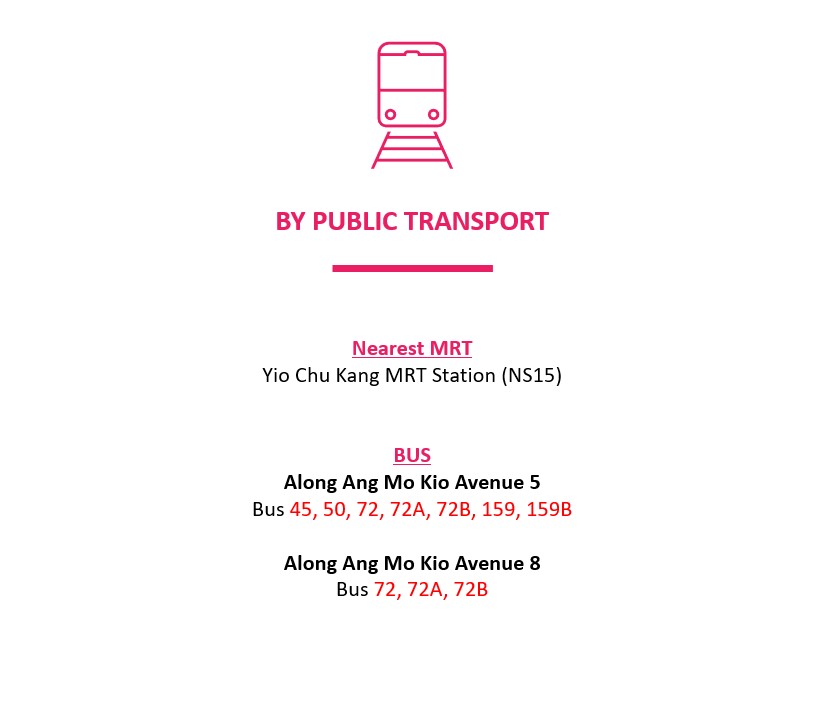 BY PUBLIC TRANSPORT
Nearest MRT
Yio Chu Kang MRT Station (NS15)
BUS
Along Ang Mo Kio Avenue 5
Bus 45, 50, 72, 72A, 72B, 159, 159B
Along Ang Mo Kio Avenue 8
Bus 72, 72A, 72B